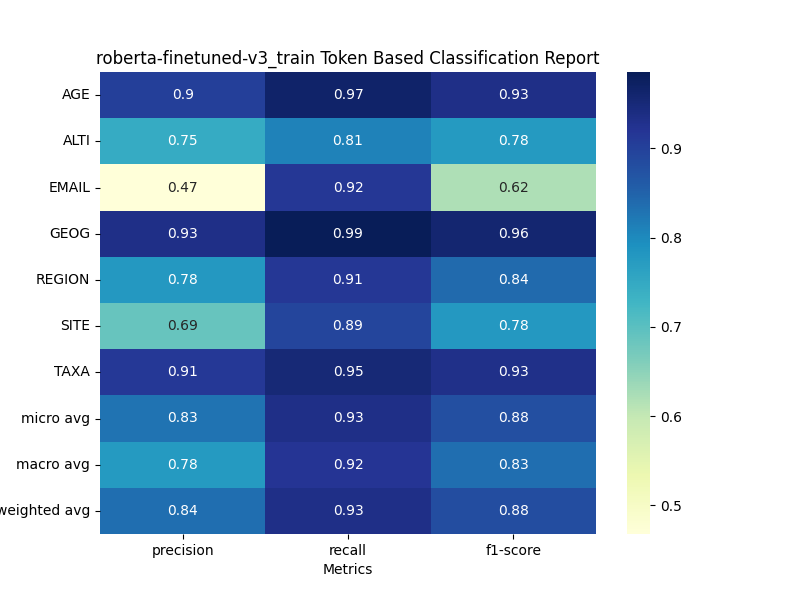 roberta-finetuned-v3_train Token Based Classification Report
AGE 0.9 0.97 0.93
ALTI 0.75 0.81 0.78
EMAIL 0.47 0.92 0.62
GEOG 0.93 0.99 0.96
REGION 0.78 0.91 0.84
SITE 0.69 0.89 0.78
TAXA 0.91 0.95 0.93
micro avg 0.83 0.93 0.88
macro avg 0.78 0.92 0.83
weighted avg 0.84 0.93 0.88
precision recall f1-score
Metrics
0.9
0.8
0.7
0.6
0.5